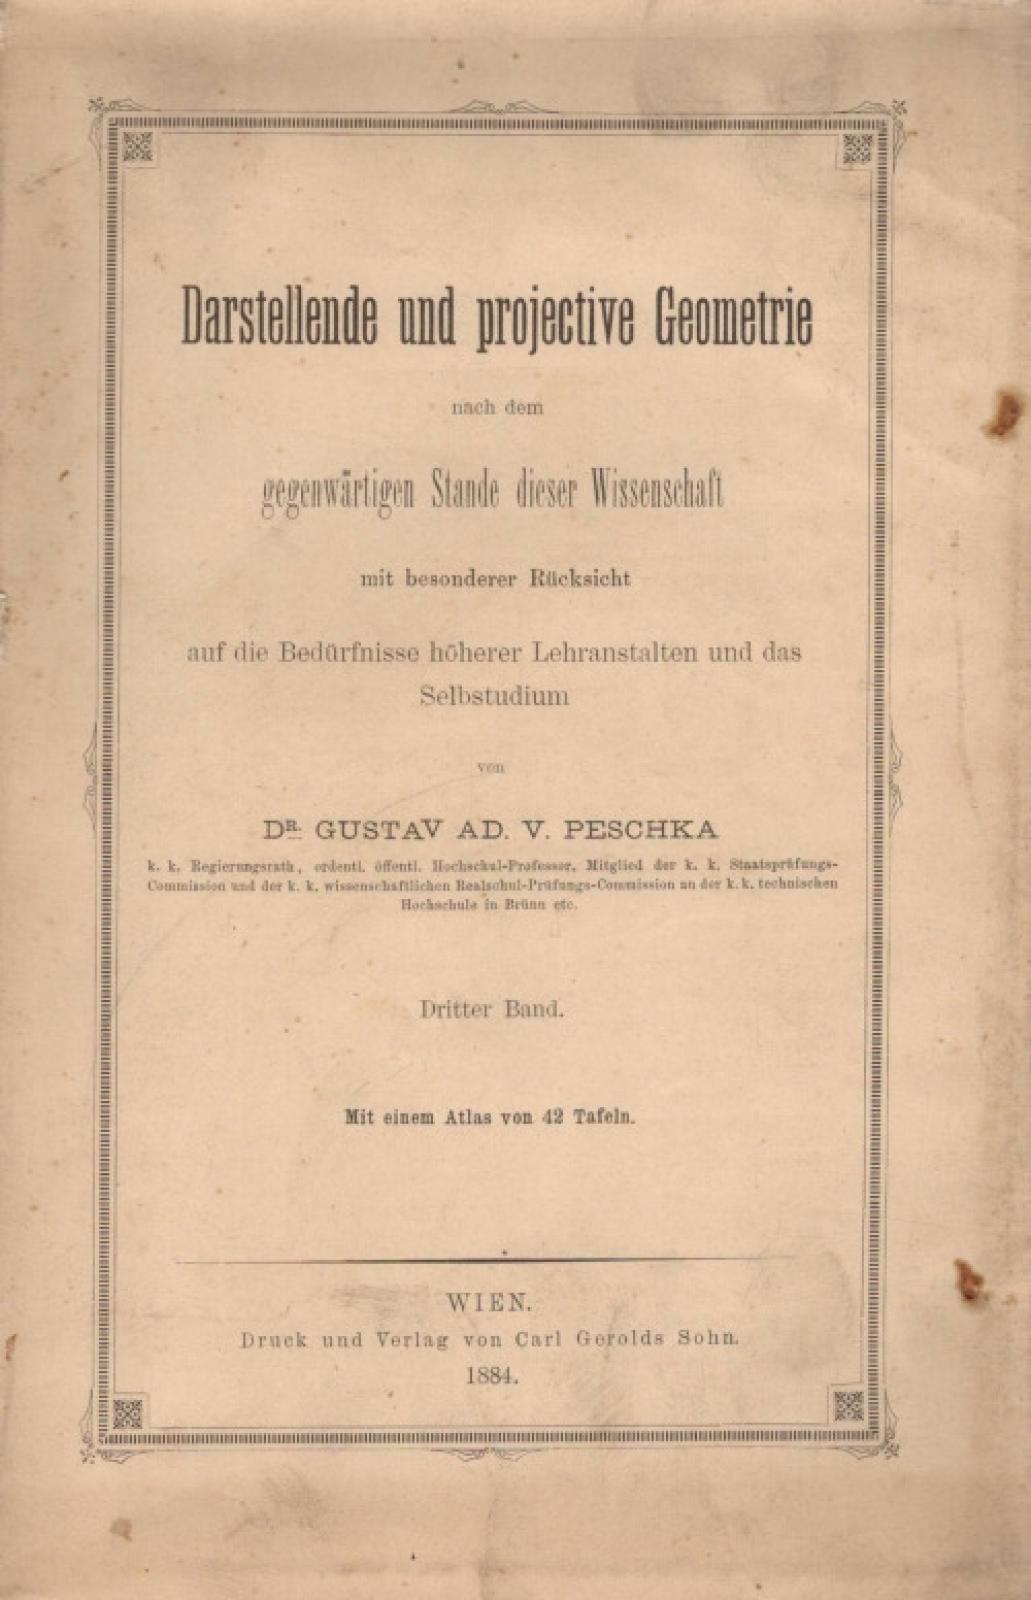 Darstellende und projective Geometrie
nach dem
gegenwärtigen Stande dieser Wissenschaft
mit besonderer Rücksicht
auf die Bedürfnisse höherer Lehranstalten und das
Selbstudium
von
DR. GUSTAV AD. V. PESCHKA
k. k. Regierungsrath, ordentl. öffentl. Hochschul-Professor, Mitglied der k. k. Staatsprüfungs-
Commission und der k. k. wissenschaftlichen Realschul-Prüfungs-Commission an der k. k. technischen
Hochschule in Brünn etc.
Dritter Band.
Mit einem Atlas von 42 Tafeln.
WIEN.
Druck und Verlag von Carl Gerolds Sohn.
1884.